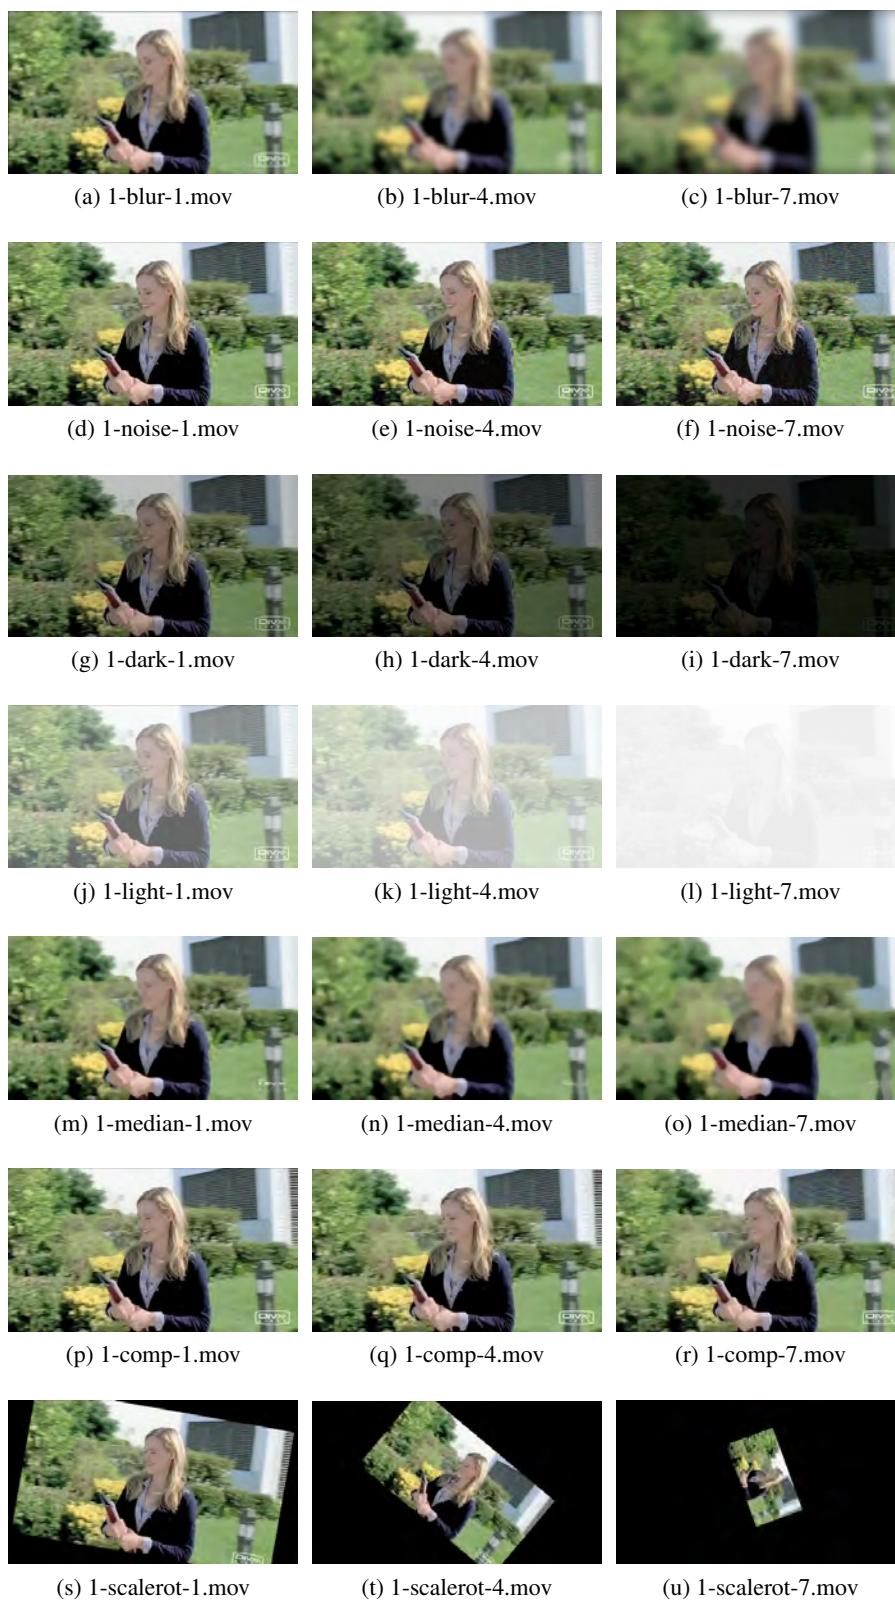 (a) 1-blur-1.mov (b) 1-blur-4.mov (c) 1-blur-7.mov
(d) 1-noise-1.mov (e) 1-noise-4.mov (f) 1-noise-7.mov
(g) 1-dark-1.mov (h) 1-dark-4.mov (i) 1-dark-7.mov
(j) 1-light-1.mov (k) 1-light-4.mov (l) 1-light-7.mov
(m) 1-median-1.mov (n) 1-median-4.mov (o) 1-median-7.mov
(p) 1-comp-1.mov (q) 1-comp-4.mov (r) 1-comp-7.mov
(s) 1-scalerot-1.mov (t) 1-scalerot-4.mov (u) 1-scalerot-7.mov